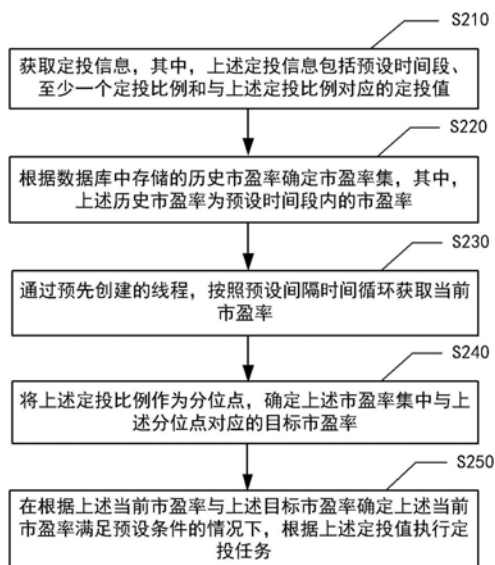 S210
获取定投信息，其中，上述定投信息包括预设时间段、
至少一个定投比例和与上述定投比例对应的定投值
S220
根据数据库中存储的历史市盈率确定市盈率集，其中，
上述历史市盈率为预设时间段内的市盈率
S230
通过预先创建的线程，按照预设间隔时间循环获取当前
市盈率
S240
将上述定投比例作为分位点，确定上述市盈率集中与上
述分位点对应的目标市盈率
S250
在根据上述当前市盈率与上述目标市盈率确定上述当前
市盈率满足预设条件的情况下，根据上述定投值执行定
投任务